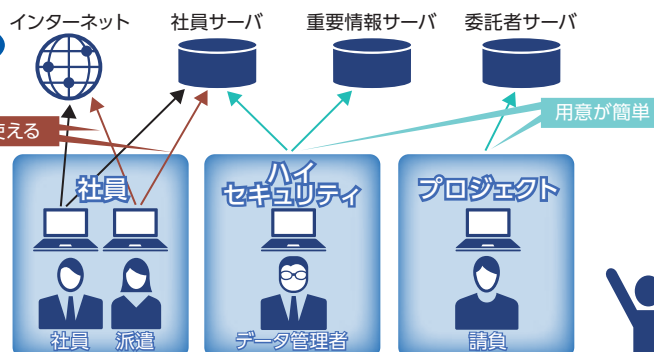 インターネット
社員サーバ
重要情報サーバ
委託者サーバ
使える
用意が簡単
社員
ハイ
セキュリティ
プロジェクト
社員
派遣
データ管理者
請負